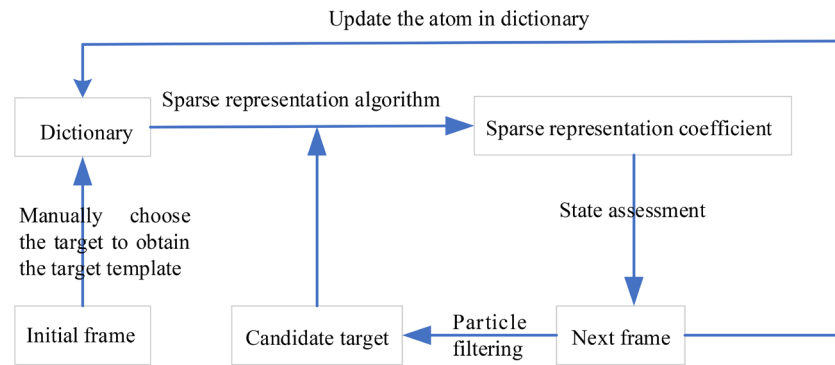 Update the atom in dictionary
Sparse representation algorithm
Dictionary
Sparse representation coefficient
Manually choose
the target to obtain
the target template
State assessment
Initial frame
Candidate target
Particle
filtering
Next frame